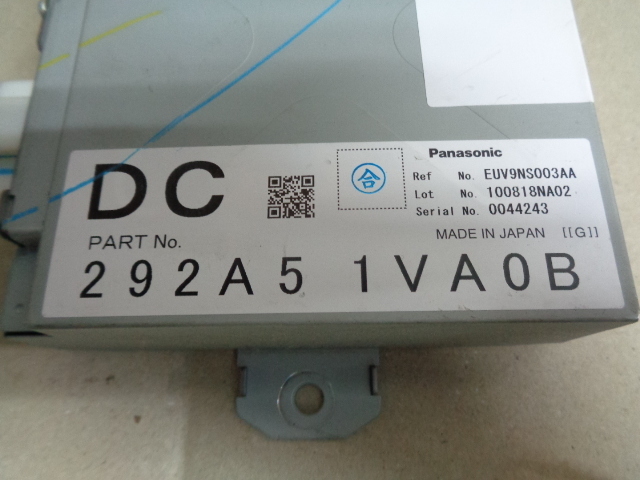 DC
合
Panasonic
Ref No. EUV9NS003AA
Lot No. 100818NA02
Serial No. 0044243
MADE IN JAPAN [[G]]
PART No.
292A5 1VA0B